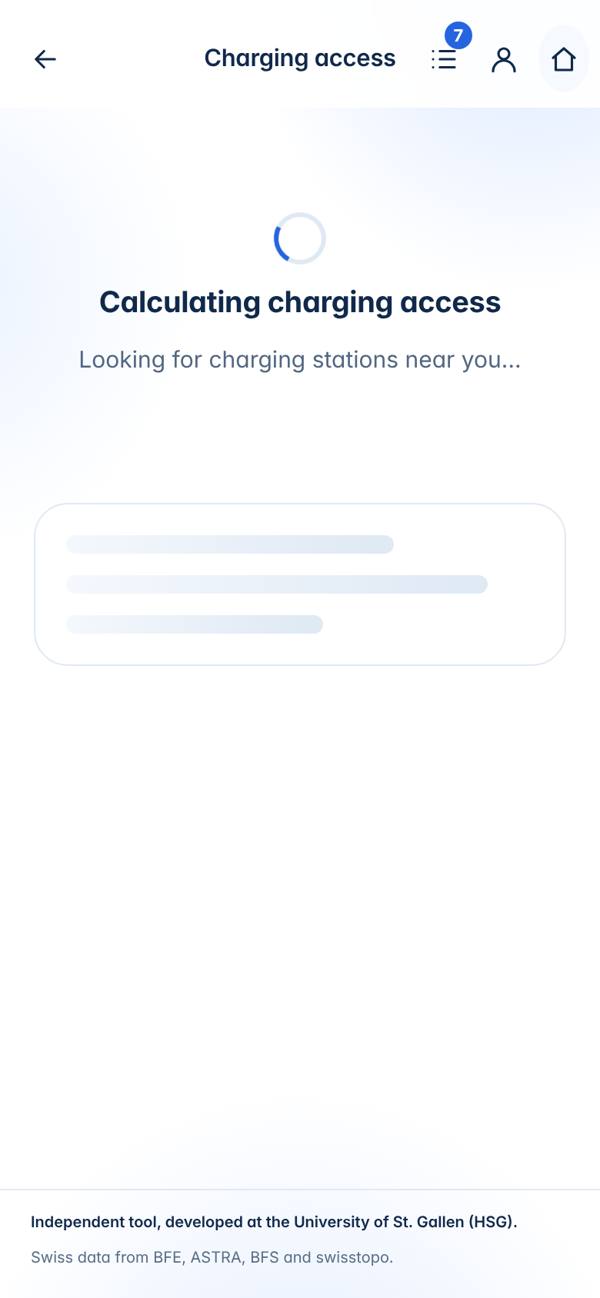 Charging access
7
Calculating charging access
Looking for charging stations near you...
Independent tool, developed at the University of St. Gallen (HSG).
Swiss data from BFE, ASTRA, BFS and swisstopo.